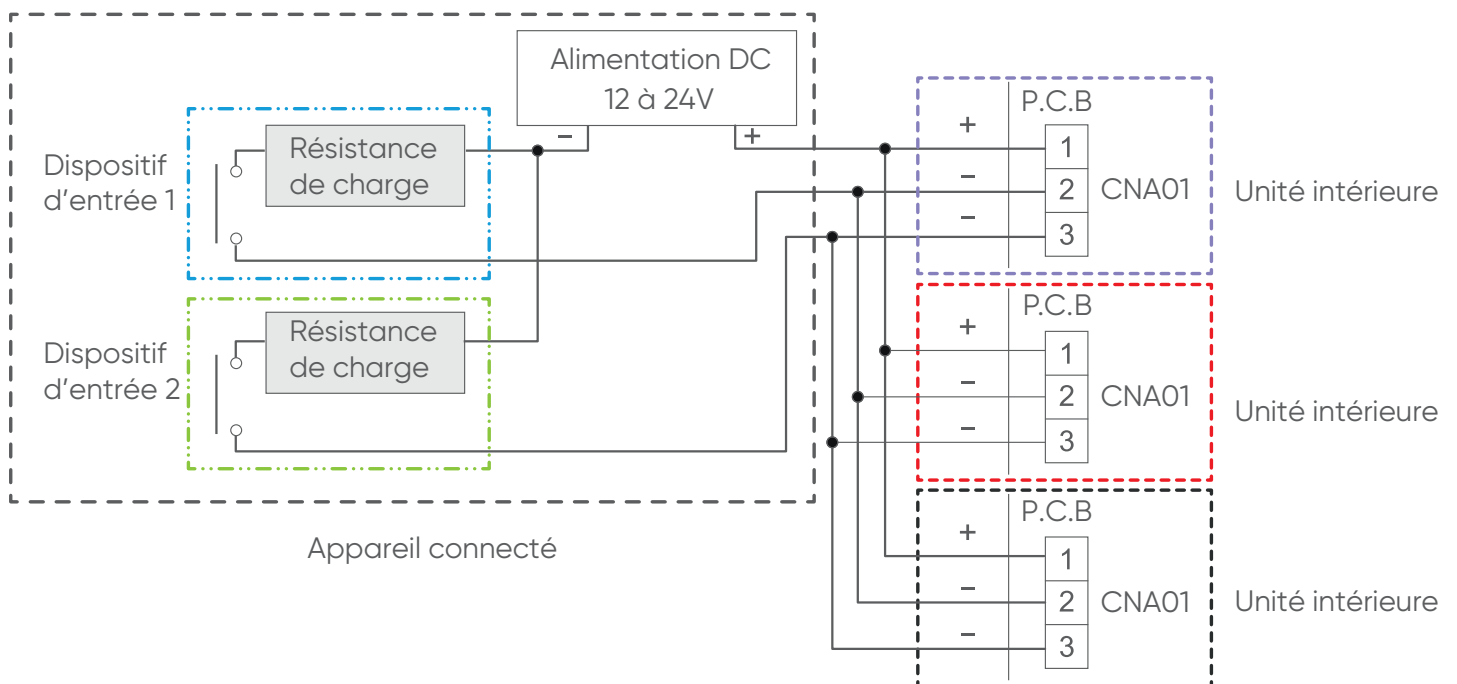 Alimentation DC
12 à 24V
−
+
Dispositif
d’entrée 1
Résistance
de charge
Dispositif
d’entrée 2
Résistance
de charge
Appareil connecté
P.C.B
+
1
−
2
CNA01
−
3
Unité intérieure
P.C.B
+
1
−
2
CNA01
−
3
Unité intérieure
P.C.B
+
1
−
2
CNA01
−
3
Unité intérieure